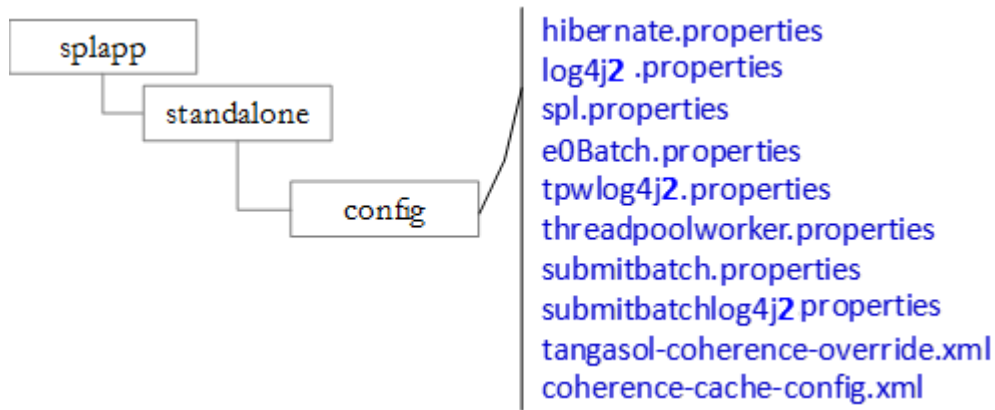 splapp
standalone
config
hibernate.properties
log4j2 .properties
spl.properties
e0Batch.properties
tpwlog4j2.properties
threadpoolworker.properties
submitbatch.properties
submitbatchlog4j2 properties
tangasol-coherence-override.xml
coherence-cache-config.xml